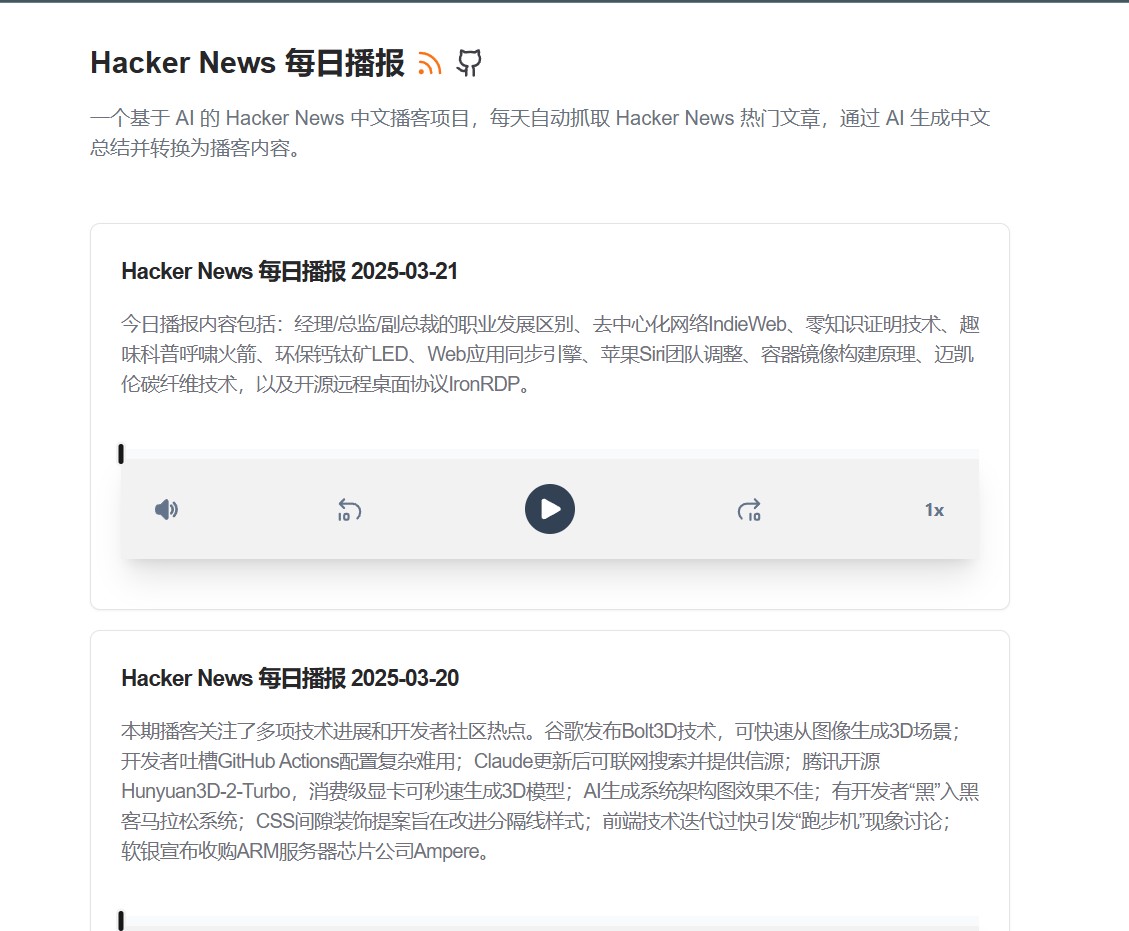 Hacker News 每日播报
一个基于 AI 的 Hacker News 中文播客项目，每天自动抓取 Hacker News 热门文章，通过 AI 生成中文
总结并转换为播客内容。
Hacker News 每日播报 2025-03-21
今日播报内容包括：经理/总监/副总裁的职业发展区别、去中心化网络IndieWeb、零知识证明技术、趣
味科普呼啸火箭、环保钙钛矿LED、Web应用同步引擎、苹果Siri团队调整、容器镜像构建原理、迈凯
伦碳纤维技术，以及开源远程桌面协议IronRDP。
10
10
1x
Hacker News 每日播报 2025-03-20
本期播客关注了多项技术进展和开发者社区热点。谷歌发布Bolt3D技术，可快速从图像生成3D场景；
开发者吐槽GitHub Actions配置复杂难用；Claude更新后可联网搜索并提供信源；腾讯开源
Hunyuan3D-2-Turbo，消费级显卡可秒速生成3D模型；AI生成系统架构图效果不佳；有开发者“黑”入黑
客马拉松系统；CSS间隙装饰提案旨在改进分隔线样式；前端技术迭代过快引发“跑步机”现象讨论；
软银宣布收购ARM服务器芯片公司Ampere。